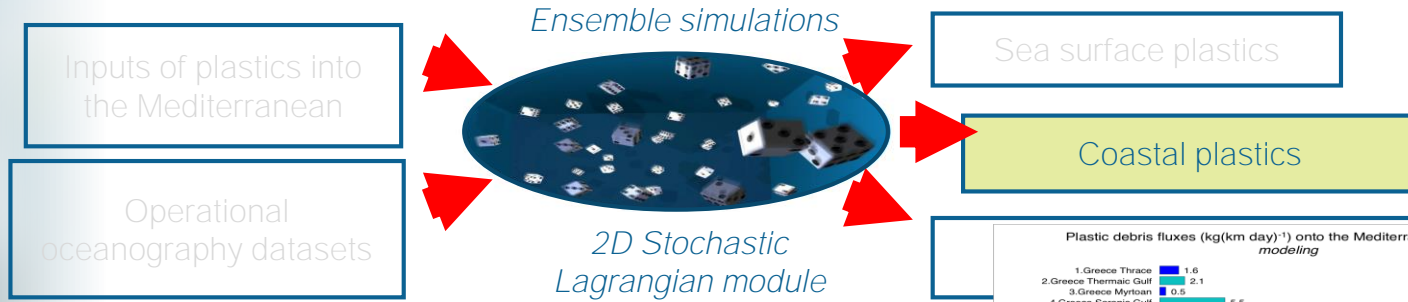 Ensemble simulations
Inputs of plastics into
the Mediterranean
Sea surface plastics
Coastal plastics
Operational
oceanography datasets
2D Stochastic
Lagrangian module
Plastic debris fluxes (kg(km day)-1) onto the Mediterr
modeling
1.Greece Thrace 1.6
2.Greece Thermaic Gulf 2.1
3.Greece Myrtoan 0.5